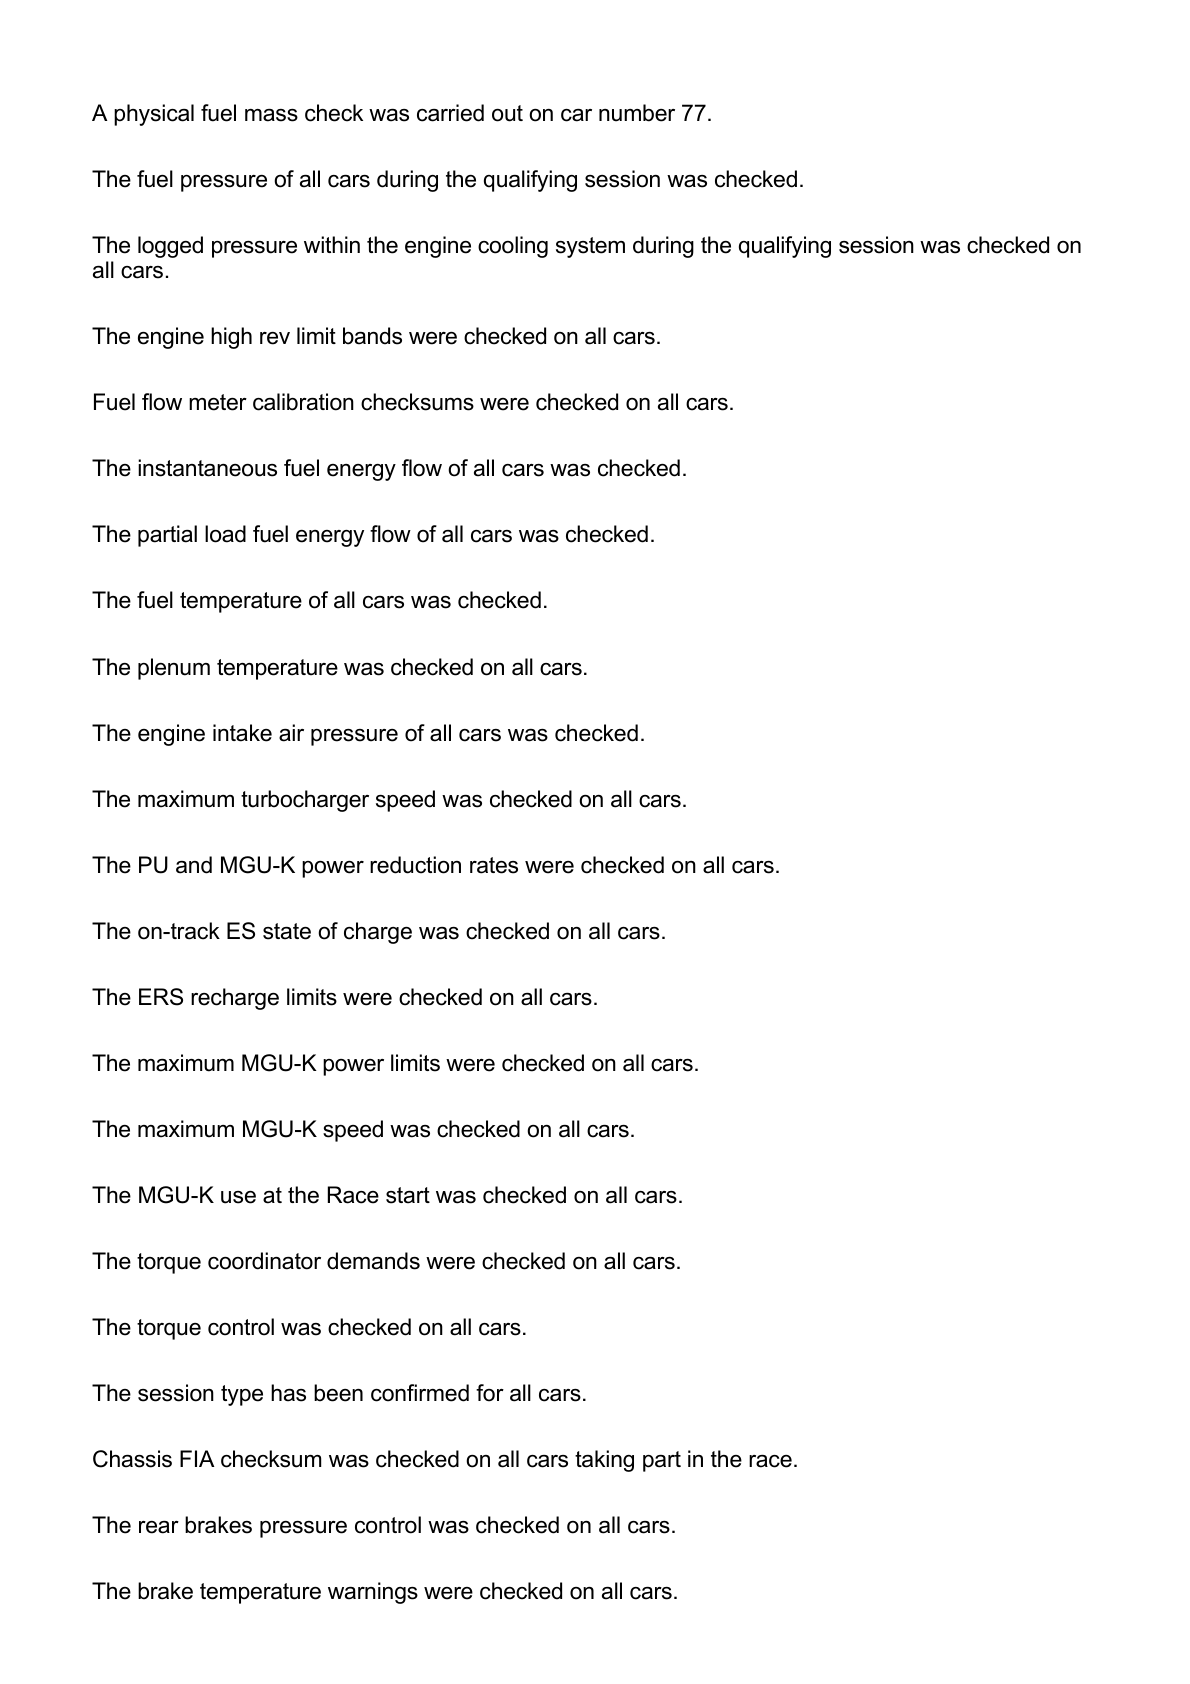 A physical fuel mass check was carried out on car number 77.
The fuel pressure of all cars during the qualifying session was checked.
The logged pressure within the engine cooling system during the qualifying session was checked on
all cars.
The engine high rev limit bands were checked on all cars.
Fuel flow meter calibration checksums were checked on all cars.
The instantaneous fuel energy flow of all cars was checked.
The partial load fuel energy flow of all cars was checked.
The fuel temperature of all cars was checked.
The plenum temperature was checked on all cars.
The engine intake air pressure of all cars was checked.
The maximum turbocharger speed was checked on all cars.
The PU and MGU-K power reduction rates were checked on all cars.
The on-track ES state of charge was checked on all cars.
The ERS recharge limits were checked on all cars.
The maximum MGU-K power limits were checked on all cars.
The maximum MGU-K speed was checked on all cars.
The MGU-K use at the Race start was checked on all cars.
The torque coordinator demands were checked on all cars.
The torque control was checked on all cars.
The session type has been confirmed for all cars.
Chassis FIA checksum was checked on all cars taking part in the race.
The rear brakes pressure control was checked on all cars.
The brake temperature warnings were checked on all cars.